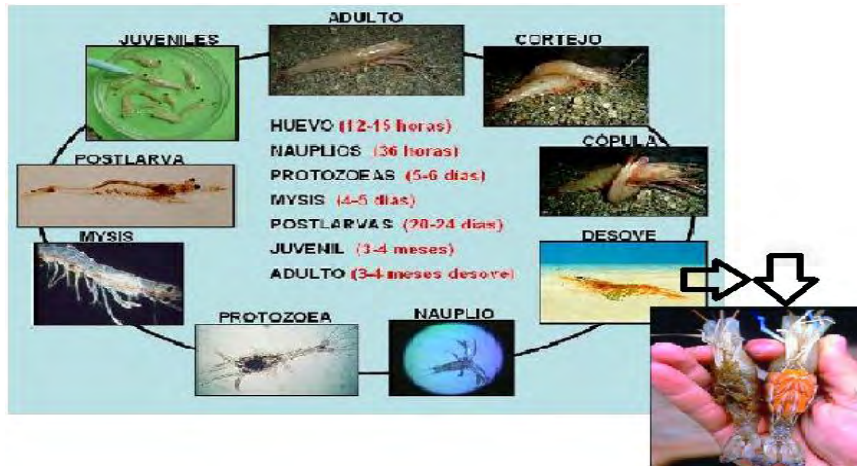 ADULTO
JUVENILES
CORTEJO
HUEVO (12-15 horas)
NAUPLIOS (36 horas)
PROTOZOEAS (5-6 días)
MYSIS (4-5 días)
POSTLARVAS (20-24 días)
JUVENIL (3-4 meses)
ADULTO (3-4 meses desove)
CÓPULA
POSTLARVA
DESOVE
MYSIS
PROTOZOEA
NAUPLIO